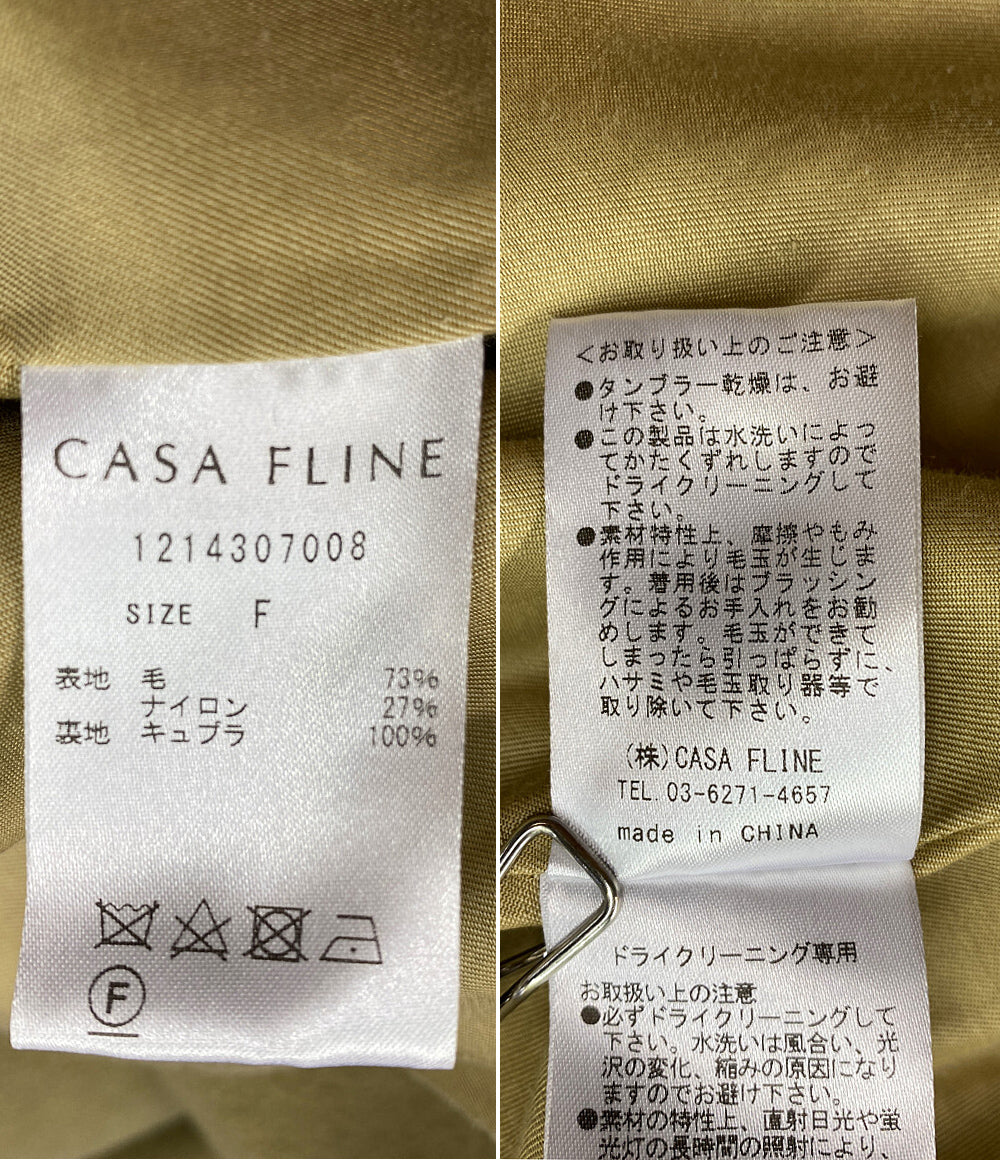 CASA FLINE
1214307008
SIZE F
表地 毛 73%
ナイロン 27%
裏地 キュプラ 100%
F
<お取り扱い上のご注意>
●タンブラー乾燥は、お避
け下さい。
●この製品は水洗いによっ
てかたくずれしますので
ドライクリーニングして
下さい。
●素材特性上、摩擦やもみ
作用により毛玉が生じま
す。着用後はブラッシン
グによるお手入れをお勧
めします。毛玉ができて
しまったら引っぱらずに、
ハサミや毛玉取り器等で
取り除いて下さい。
(株)CASA FLINE
TEL.03-6271-4657
made in CHINA
ドライクリーニング専用
お取扱い上の注意
●必ずドライクリーニングして
下さい。水洗いは風合い、光
沢の変化、縮みの原因になり
ますのでお避け下さい。
●素材の特性上、直射日光や蛍
光灯の長時間の照射により、